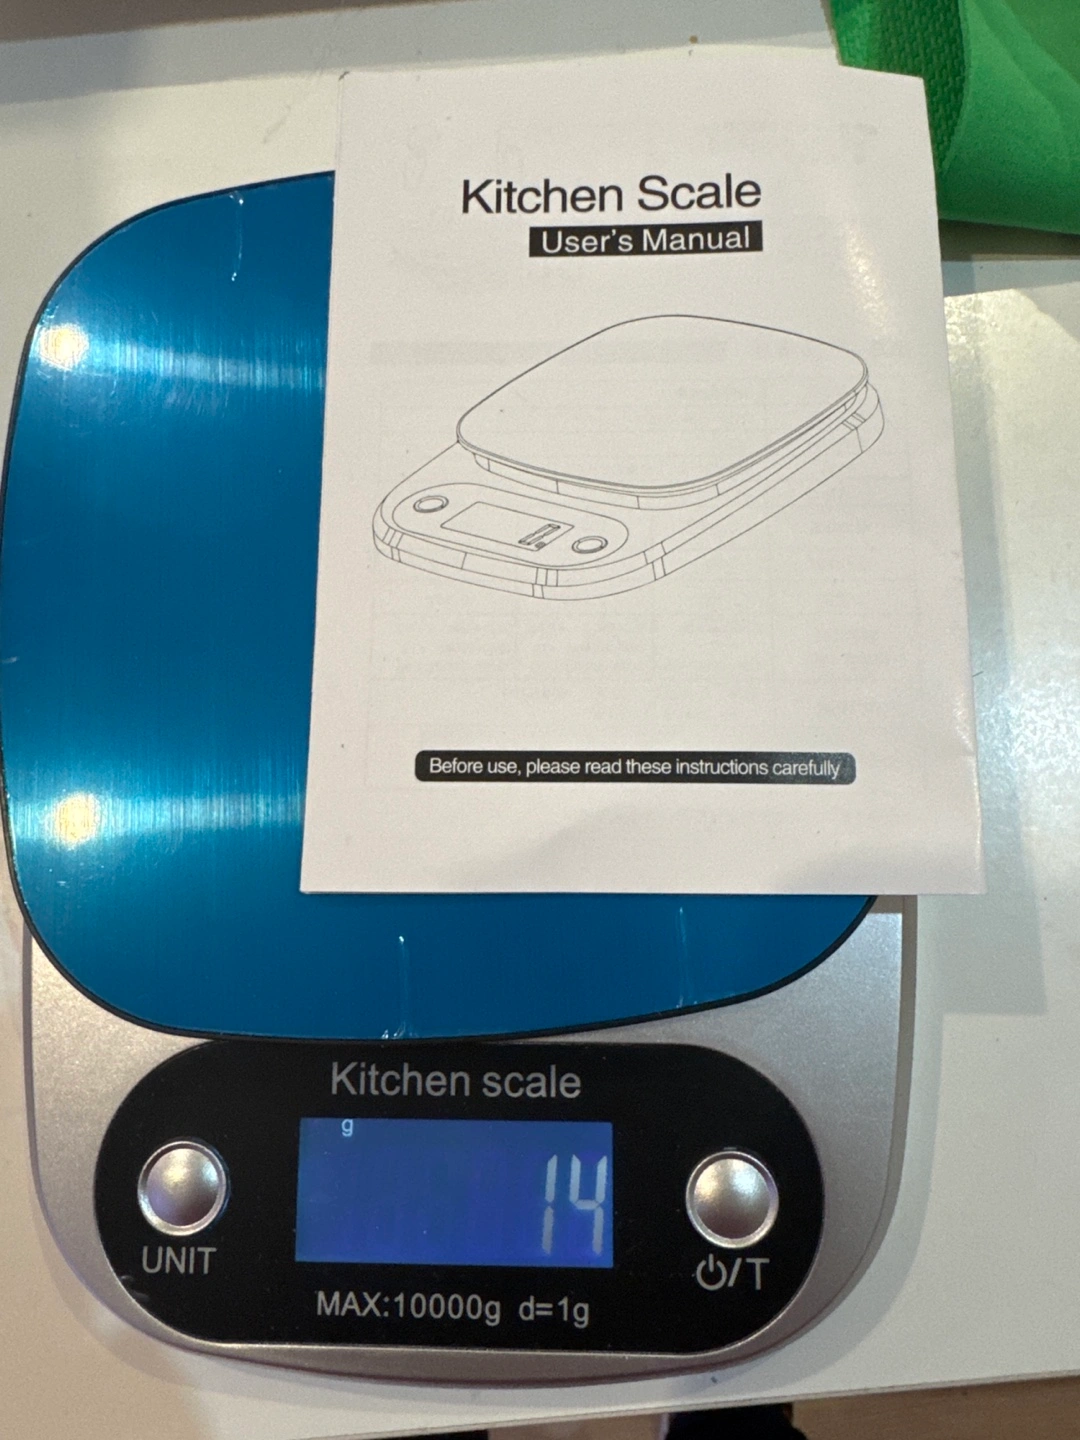 Kitchen Scale
User's Manual
Before use, please read these instructions carefully
Kitchen scale
g
14
UNIT
⏻/T
MAX:10000g d=1g